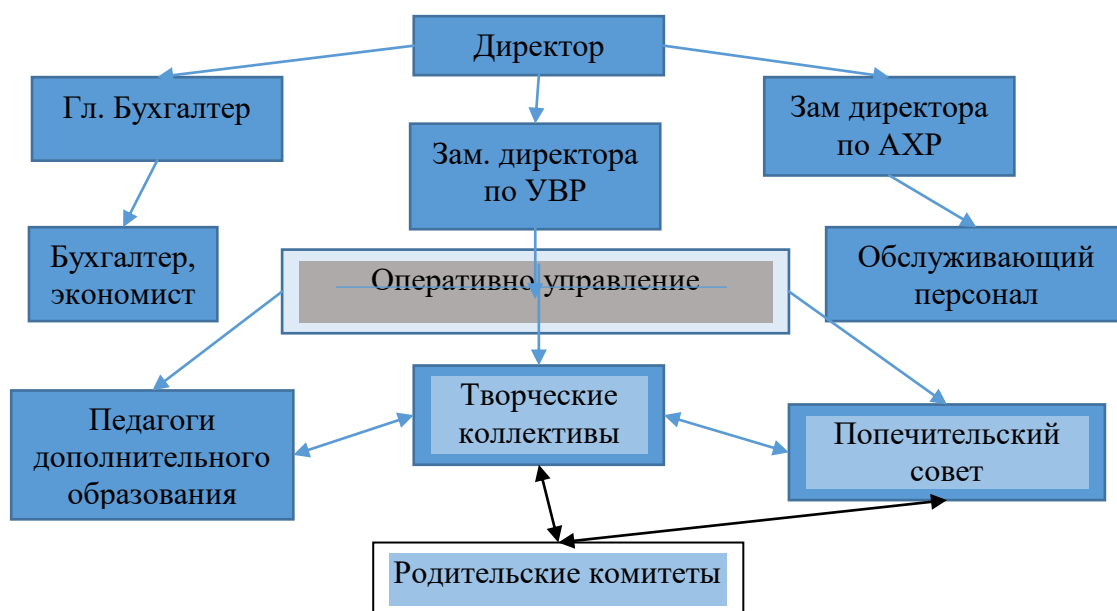 Директор
Гл. Бухгалтер
Зам. директора
по УВР
Зам директора
по АХР
Бухгалтер,
экономист
Оперативно управление
Обслуживающий
персонал
Педагоги
дополнительного
образования
Творческие
коллективы
Попечительский
совет
Родительские комитеты